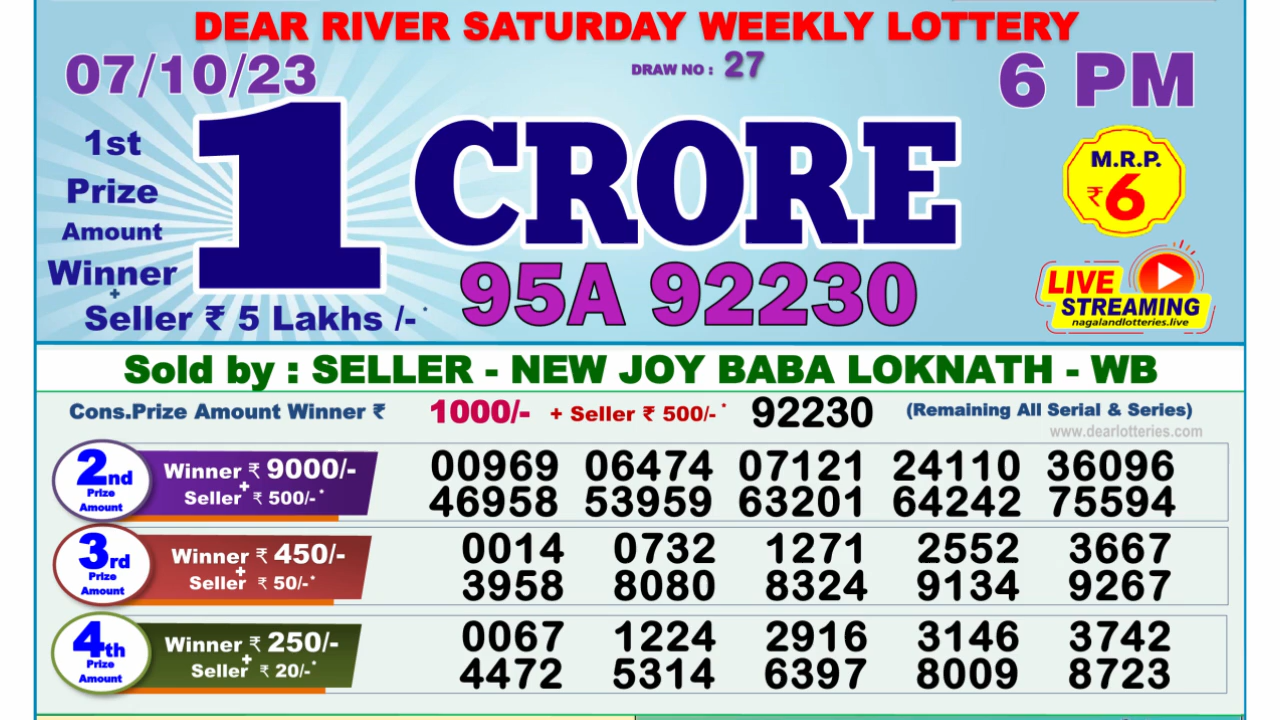 DEAR RIVER SATURDAY WEEKLY LOTTERY
07/10/23
DRAW NO : 27
6 PM
1st
Prize
Amount
Winner
+
Seller ₹ 5 Lakhs /-*
1 CRORE
95A 92230
M.R.P.
₹6
LIVE
STREAMING
nagalandlotteries.live
Sold by : SELLER - NEW JOY BABA LOKNATH - WB
Cons.Prize Amount Winner ₹ 1000/- + Seller ₹ 500/-* 92230 (Remaining All Serial & Series)
www.dearlotteries.com
2nd
Prize
Amount
Winner ₹ 9000/-
+
Seller ₹ 500/-*
00969 06474 07121 24110 36096
46958 53959 63201 64242 75594
3rd
Prize
Amount
Winner ₹ 450/-
+
Seller ₹ 50/-*
0014 0732 1271 2552 3667
3958 8080 8324 9134 9267
4th
Prize
Amount
Winner ₹ 250/-
+
Seller ₹ 20/-*
0067 1224 2916 3146 3742
4472 5314 6397 8009 8723